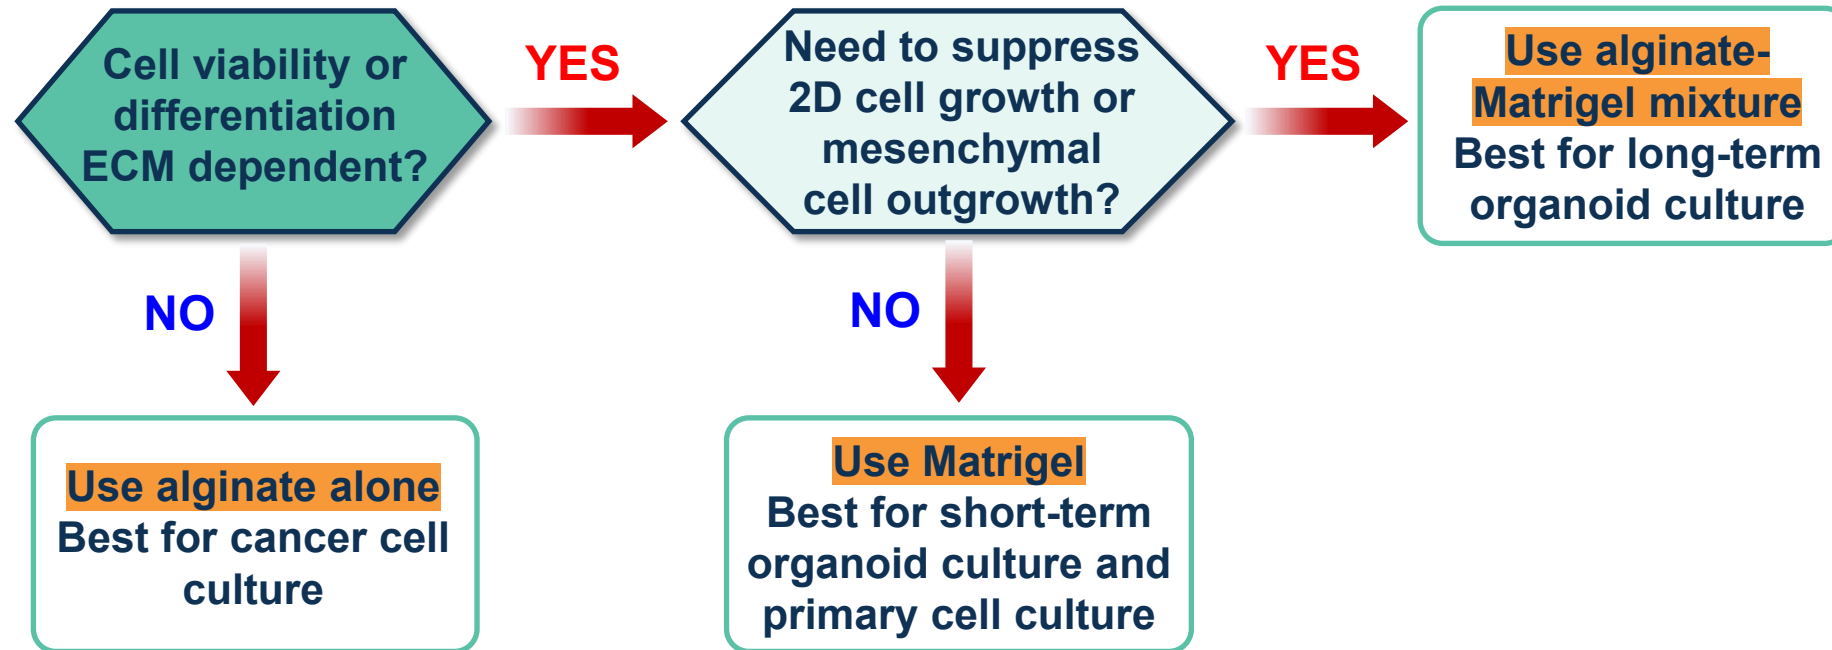 Cell viability or
differentiation
ECM dependent?
YES
Need to suppress
2D cell growth or
mesenchymal
cell outgrowth?
YES
Use alginate-
Matrigel mixture
Best for long-term
organoid culture
NO
NO
Use alginate alone
Best for cancer cell
culture
Use Matrigel
Best for short-term
organoid culture and
primary cell culture